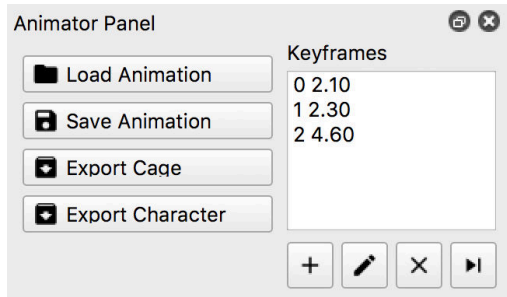 Animator Panel
Load Animation
Save Animation
Export Cage
Export Character
Keyframes
0 2.10
1 2.30
2 4.60